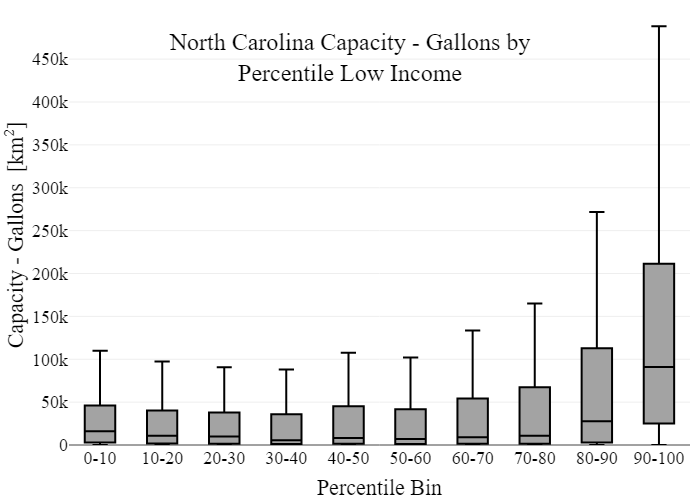 North Carolina Capacity - Gallons by
Percentile Low Income
Capacity - Gallons [km²]
450k
400k
350k
300k
250k
200k
150k
100k
50k
0
0-10 10-20 20-30 30-40 40-50 50-60 60-70 70-80 80-90 90-100
Percentile Bin